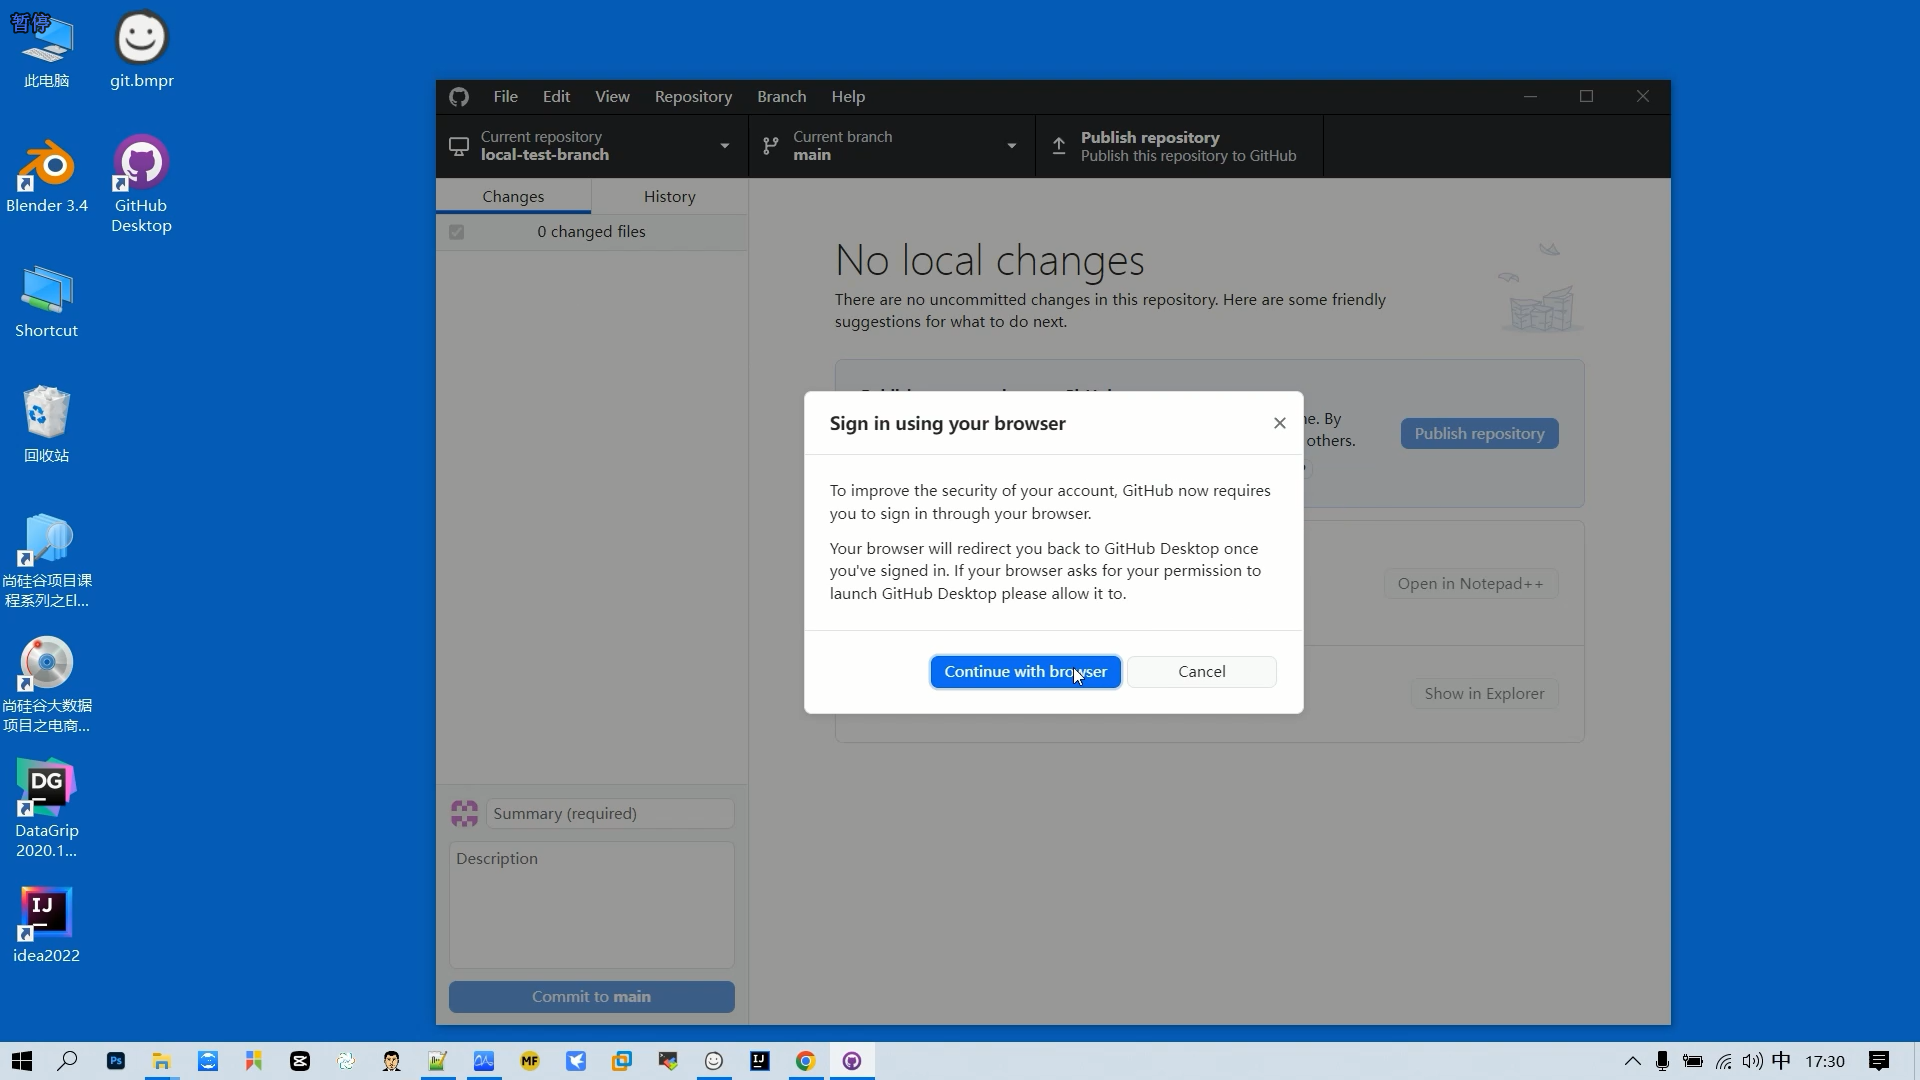 暂停
此电脑
git.bmpr
Blender 3.4
GitHub
Desktop
Shortcut
回收站
尚硅谷项目课
程系列之El...
尚硅谷大数据
项目之电商...
DG
DataGrip
2020.1...
IJ
idea2022
File Edit View Repository Branch Help
Current repository
local-test-branch
Current branch
main
Publish repository
Publish this repository to GitHub
Changes History
0 changed files
No local changes
There are no uncommitted changes in this repository. Here are some friendly
suggestions for what to do next.
ne. By
others.
Publish repository
Sign in using your browser
To improve the security of your account, GitHub now requires
you to sign in through your browser.
Your browser will redirect you back to GitHub Desktop once
you've signed in. If your browser asks for your permission to
launch GitHub Desktop please allow it to.
Continue with browser
Cancel
Open in Notepad++
Show in Explorer
Summary (required)
Description
Commit to main
Ps
MF
IJ
中
17:30